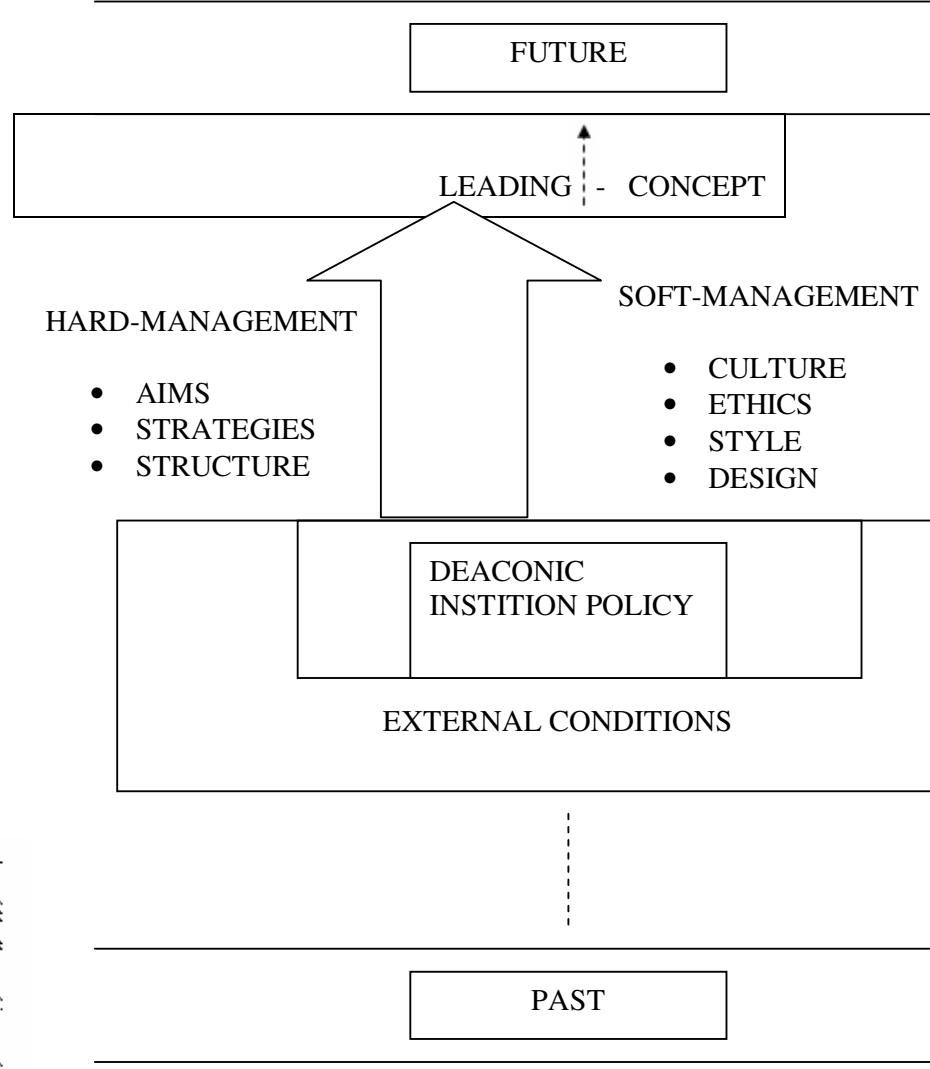 FUTURE
LEADING - CONCEPT
HARD-MANAGEMENT
• AIMS
• STRATEGIES
• STRUCTURE
SOFT-MANAGEMENT
• CULTURE
• ETHICS
• STYLE
• DESIGN
DEACONIC
INSTITION POLICY
EXTERNAL CONDITIONS
PAST